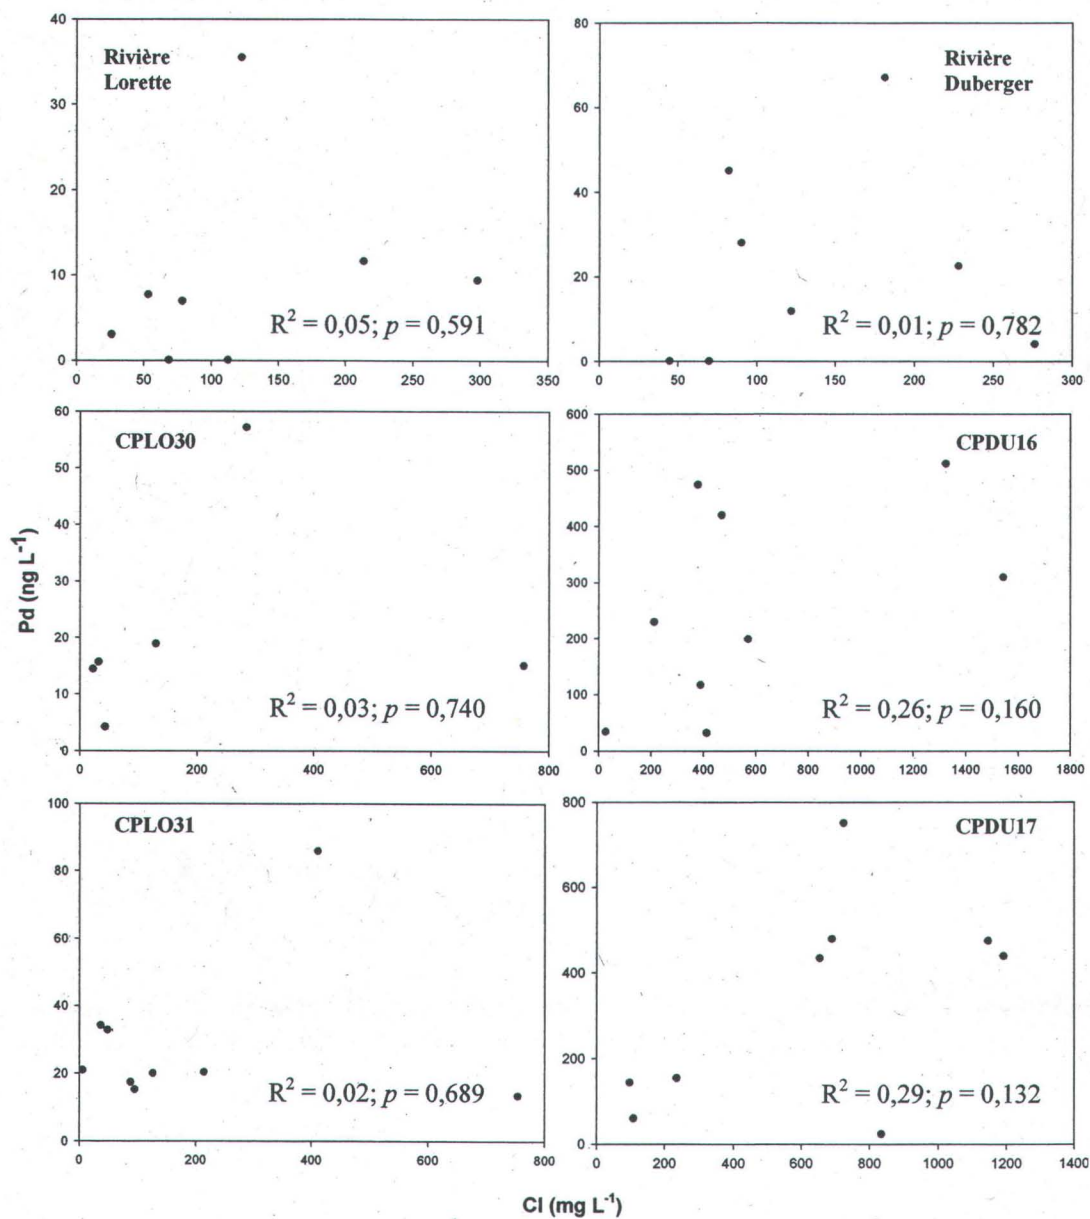 Rivière
Lorette
40
30
20
10
0
0 50 100 150 200 250 300 350
R² = 0,05; p = 0,591
Rivière
Duberger
80
60
40
20
0
0 50 100 150 200 250 300
R² = 0,01; p = 0,782
CPLO30
60
50
40
30
20
10
0
0 200 400 600 800
R² = 0,03; p = 0,740
CPDU16
600
500
400
300
200
100
0
0 200 400 600 800 1000 1200 1400 1600 1800
R² = 0,26; p = 0,160
CPLO31
100
80
60
40
20
0
0 200 400 600 800
R² = 0,02; p = 0,689
CPDU17
800
600
400
200
0
0 200 400 600 800 1000 1200 1400
R² = 0,29; p = 0,132
Pd (ng L⁻¹)
Cl (mg L⁻¹)